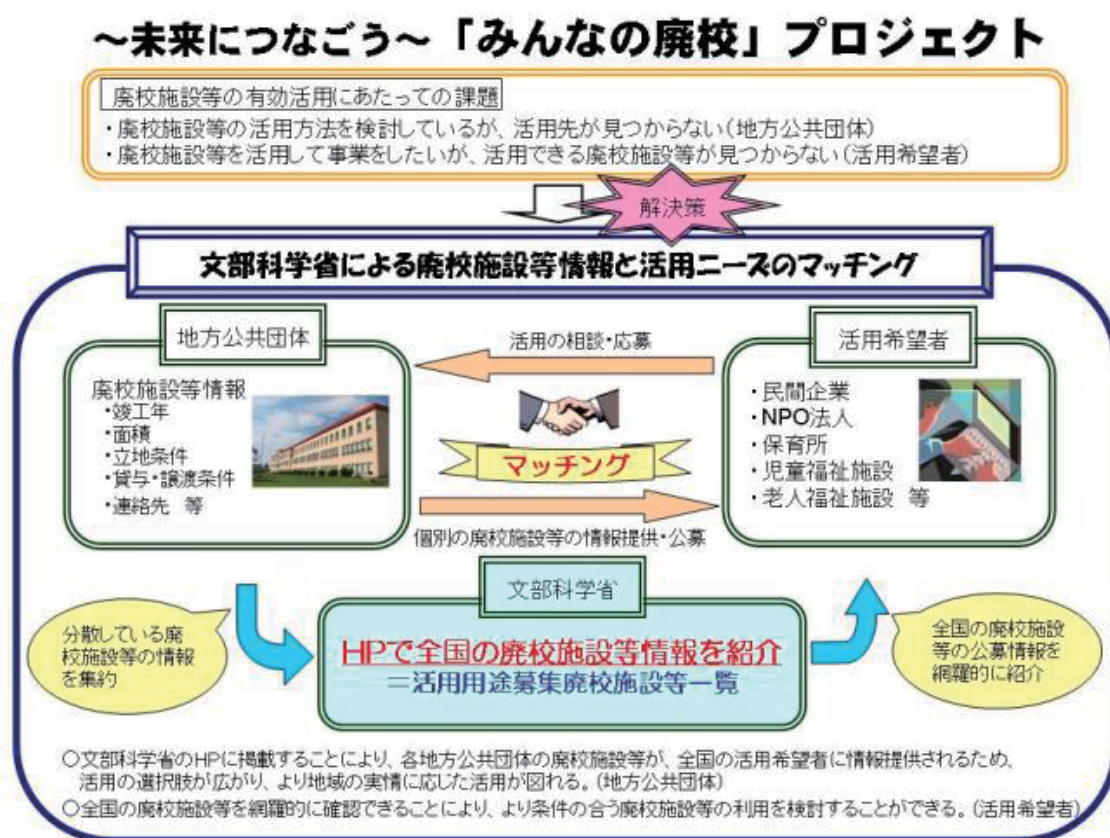 ～未来につなごう～「みんなの廃校」プロジェクト
廃校施設等の有効活用にあたっての課題
・廃校施設等の活用方法を検討しているが、活用先が見つからない(地方公共団体)
・廃校施設等を活用して事業をしたいが、活用できる廃校施設等が見つからない(活用希望者)
解決策
文部科学省による廃校施設等情報と活用ニーズのマッチング
地方公共団体
廃校施設等情報
・竣工年
・面積
・立地条件
・貸与・譲渡条件
・連絡先 等
活用の相談・応募
マッチング
個別の廃校施設等の情報提供・公募
活用希望者
・民間企業
・NPO法人
・保育所
・児童福祉施設
・老人福祉施設 等
分散している廃
校施設等の情報
を集約
文部科学省
HPで全国の廃校施設等情報を紹介
＝活用用途募集廃校施設等一覧
全国の廃校施設
等の公募情報を
網羅的に紹介
○文部科学省のHPに掲載することにより、各地方公共団体の廃校施設等が、全国の活用希望者に情報提供されるため、
活用の選択肢が広がり、より地域の実情に応じた活用が図れる。(地方公共団体)
○全国の廃校施設等を網羅的に確認できることにより、より条件の合う廃校施設等の利用を検討することができる。(活用希望者)